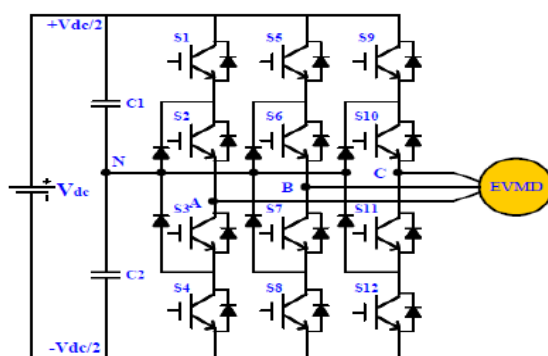 +Vdc/2
S1
S5
S9
C1
S2
S6
S10
N
C
Vdc
B
EVMD
A
S3
S7
S11
C2
S4
S8
S12
-Vdc/2